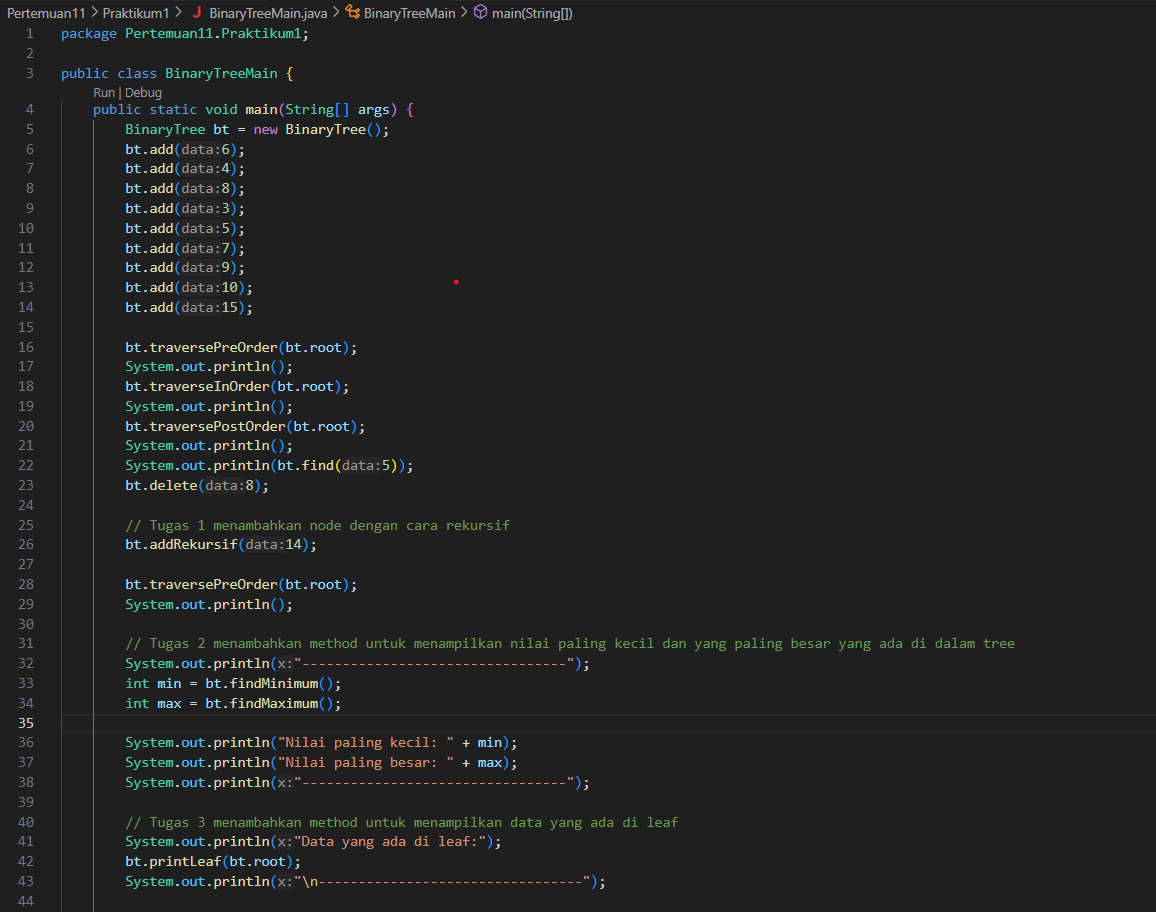 Pertemuan11 > Praktikum1 > J BinaryTreeMain.java > BinaryTreeMain > main(String[])
1 package Pertemuan11.Praktikum1;
2
3 public class BinaryTreeMain {
Run | Debug
4 public static void main(String[] args) {
5 BinaryTree bt = new BinaryTree();
6 bt.add(data:6);
7 bt.add(data:4);
8 bt.add(data:8);
9 bt.add(data:3);
10 bt.add(data:5);
11 bt.add(data:7);
12 bt.add(data:9);
13 bt.add(data:10);
14 bt.add(data:15);
15
16 bt.traversePreOrder(bt.root);
17 System.out.println();
18 bt.traverseInOrder(bt.root);
19 System.out.println();
20 bt.traversePostOrder(bt.root);
21 System.out.println();
22 System.out.println(bt.find(data:5));
23 bt.delete(data:8);
24
25 // Tugas 1 menambahkan node dengan cara rekursif
26 bt.addRekursif(data:14);
27
28 bt.traversePreOrder(bt.root);
29 System.out.println();
30
31 // Tugas 2 menambahkan method untuk menampilkan nilai paling kecil dan yang paling besar yang ada di dalam tree
32 System.out.println(x:"---------------------------------");
33 int min = bt.findMinimum();
34 int max = bt.findMaximum();
35
36 System.out.println("Nilai paling kecil: " + min);
37 System.out.println("Nilai paling besar: " + max);
38 System.out.println(x:"---------------------------------");
39
40 // Tugas 3 menambahkan method untuk menampilkan data yang ada di leaf
41 System.out.println(x:"Data yang ada di leaf:");
42 bt.printLeaf(bt.root);
43 System.out.println(x:"\n---------------------------------");
44